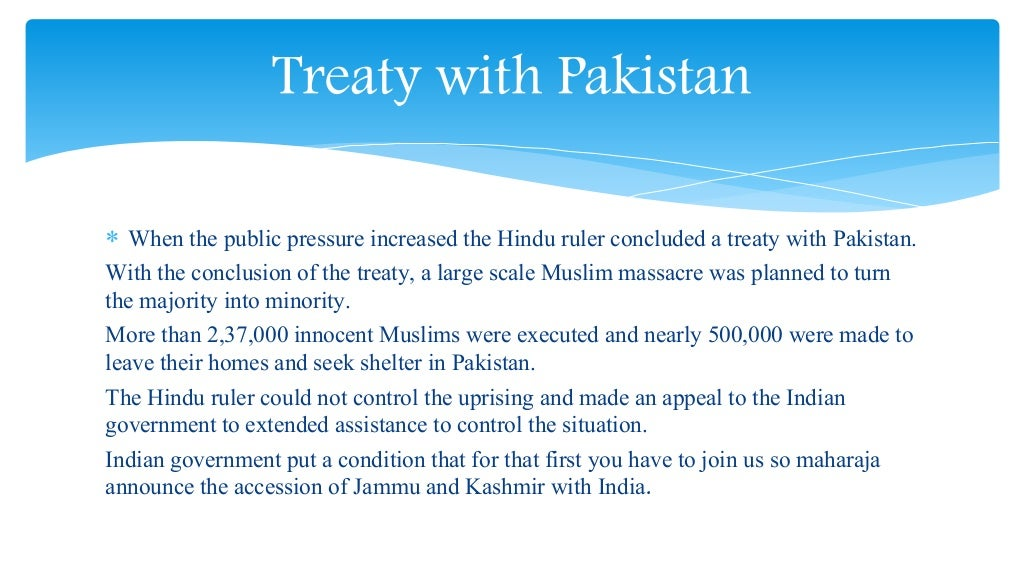 Treaty with Pakistan
* When the public pressure increased the Hindu ruler concluded a treaty with Pakistan.
With the conclusion of the treaty, a large scale Muslim massacre was planned to turn
the majority into minority.
More than 2,37,000 innocent Muslims were executed and nearly 500,000 were made to
leave their homes and seek shelter in Pakistan.
The Hindu ruler could not control the uprising and made an appeal to the Indian
government to extended assistance to control the situation.
Indian government put a condition that for that first you have to join us so maharaja
announce the accession of Jammu and Kashmir with India.